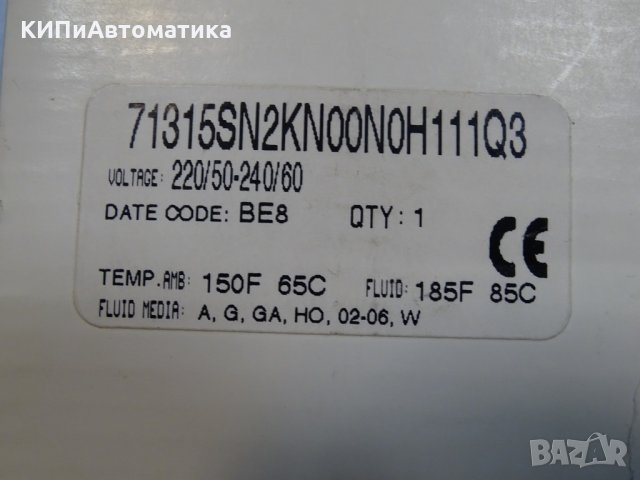 КИПиАвтоматика
71315SN2KN00N0H111Q3
VOLTAGE: 220/50-240/60
DATE CODE: BE8 QTY: 1
CE
TEMP.AMB: 150F 65C FLUID: 185F 85C
FLUID MEDIA: A, G, GA, HO, 02-06, W
BAZAR